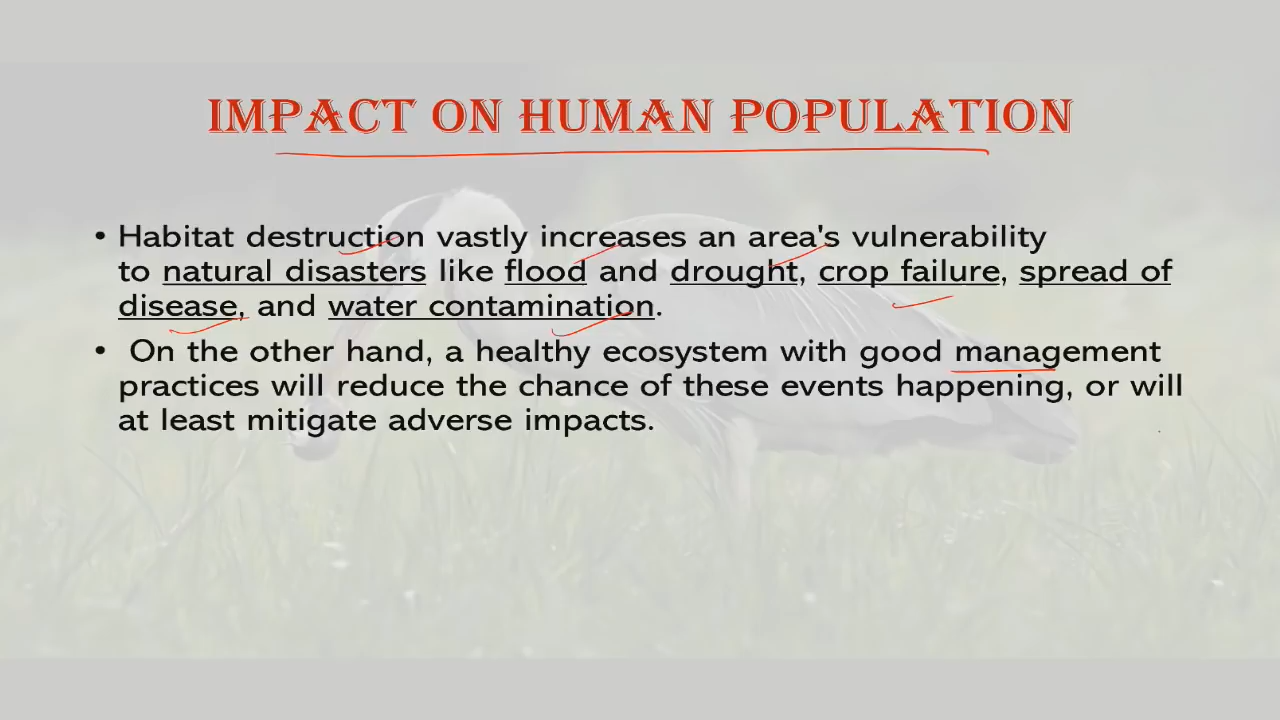 IMPACT ON HUMAN POPULATION
• Habitat destruction vastly increases an area's vulnerability
to natural disasters like flood and drought, crop failure, spread of
disease, and water contamination.
• On the other hand, a healthy ecosystem with good management
practices will reduce the chance of these events happening, or will
at least mitigate adverse impacts.